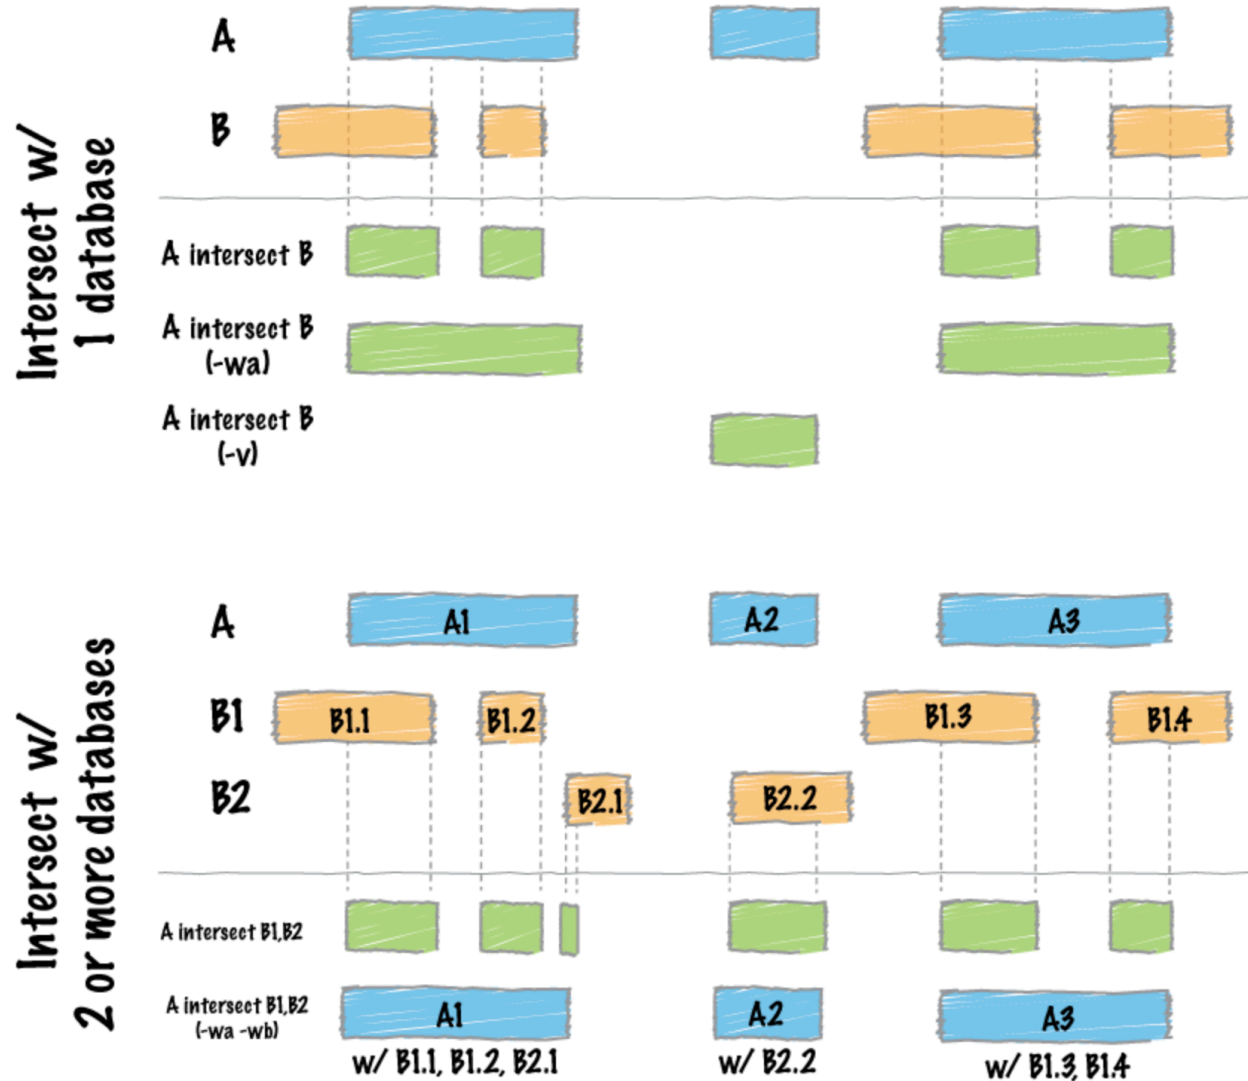 Intersect w/
1 database
A
B
A intersect B
A intersect B
(-wa)
A intersect B
(-v)
Intersect w/
2 or more databases
A
A1
A2
A3
B1
B1.1
B1.2
B1.3
B1.4
B2
B2.1
B2.2
A intersect B1,B2
A intersect B1,B2
(-wa -wb)
A1
A2
A3
w/ B1.1, B1.2, B2.1
w/ B2.2
w/ B1.3, B1.4